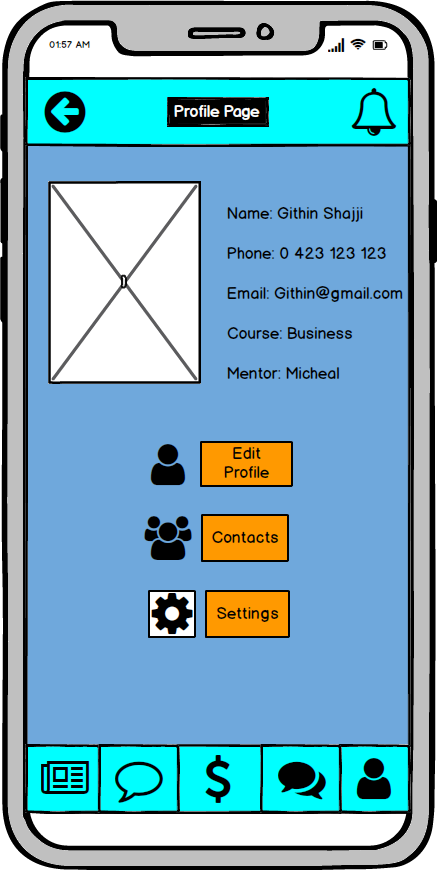 01:57 AM
Profile Page
Name: Githin Shajji
Phone: 0 423 123 123
Email: Githin@gmail.com
Course: Business
Mentor: Micheal
Edit
Profile
Contacts
Settings
$